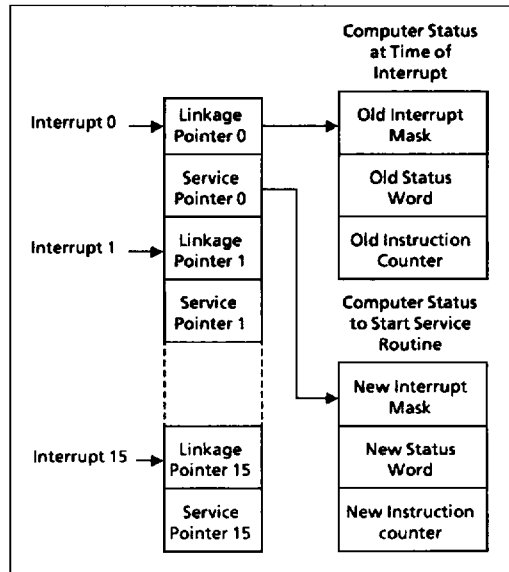 Computer Status
at Time of
Interrupt
Interrupt 0
Linkage
Pointer 0
Old Interrupt
Mask
Service
Pointer 0
Old Status
Word
Interrupt 1
Linkage
Pointer 1
Old Instruction
Counter
Service
Pointer 1
Computer Status
to Start Service
Routine
New Interrupt
Mask
Interrupt 15
Linkage
Pointer 15
New Status
Word
Service
Pointer 15
New Instruction
counter